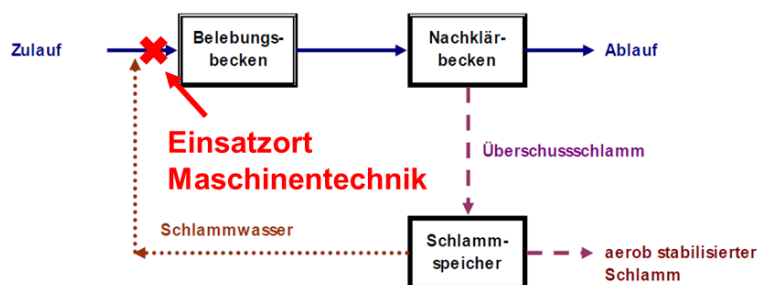 Zulauf
Belebungs-
becken
Nachklär-
becken
Ablauf
Einsatzort
Maschinentechnik
Überschussschlamm
Schlammwasser
Schlamm-
speicher
aerob stabilisierter
Schlamm